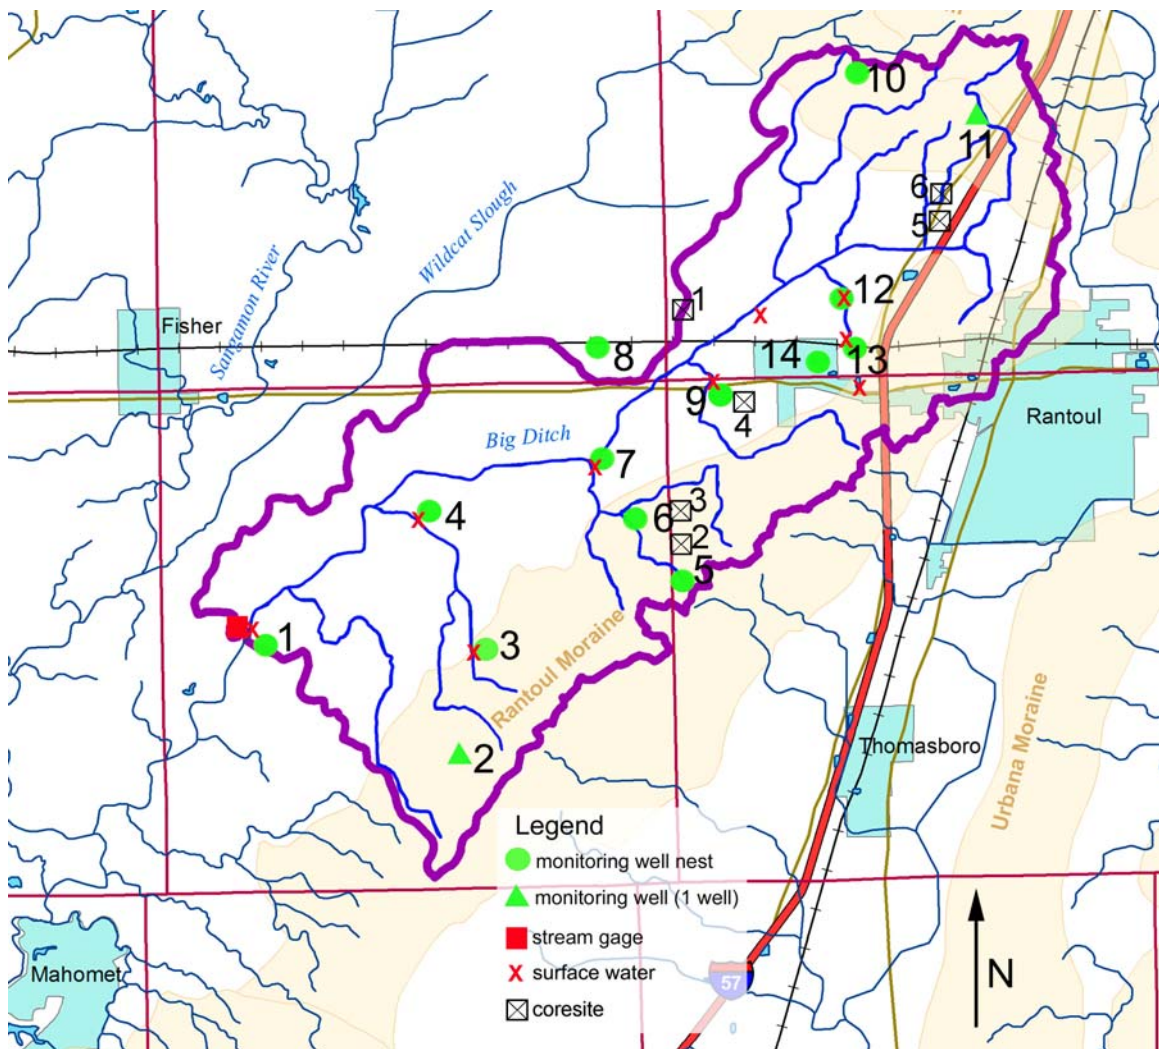 10
11
6
5
Wildcat Slough
Sangamon River
Fisher
1
12
8
14
13
9
4
Rantoul
Big Ditch
7
4
6
3
2
5
1
3
Rantoul Moraine
2
Thomasboro
Urbana Moraine
Legend
monitoring well nest
monitoring well (1 well)
stream gage
x surface water
coresite
Mahomet
57
0
N